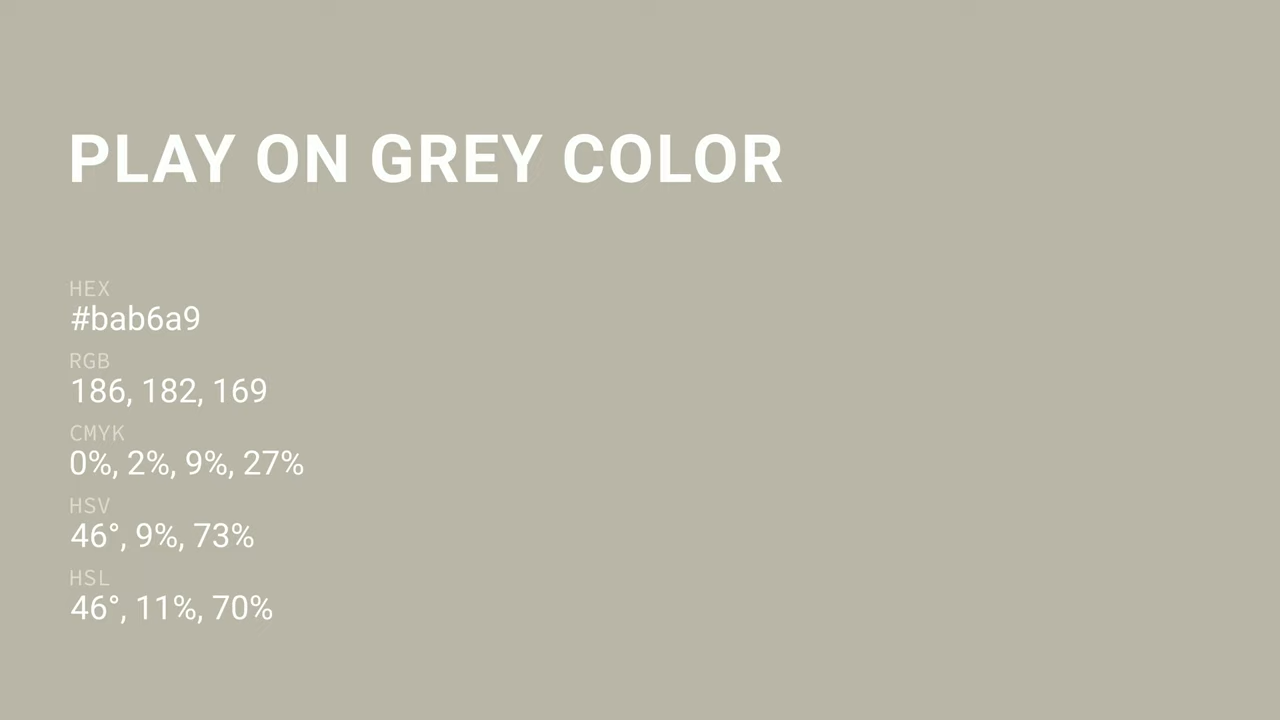 PLAY ON GREY COLOR
HEX
#bab6a9
RGB
186, 182, 169
CMYK
0%, 2%, 9%, 27%
HSV
46°, 9%, 73%
HSL
46°, 11%, 70%